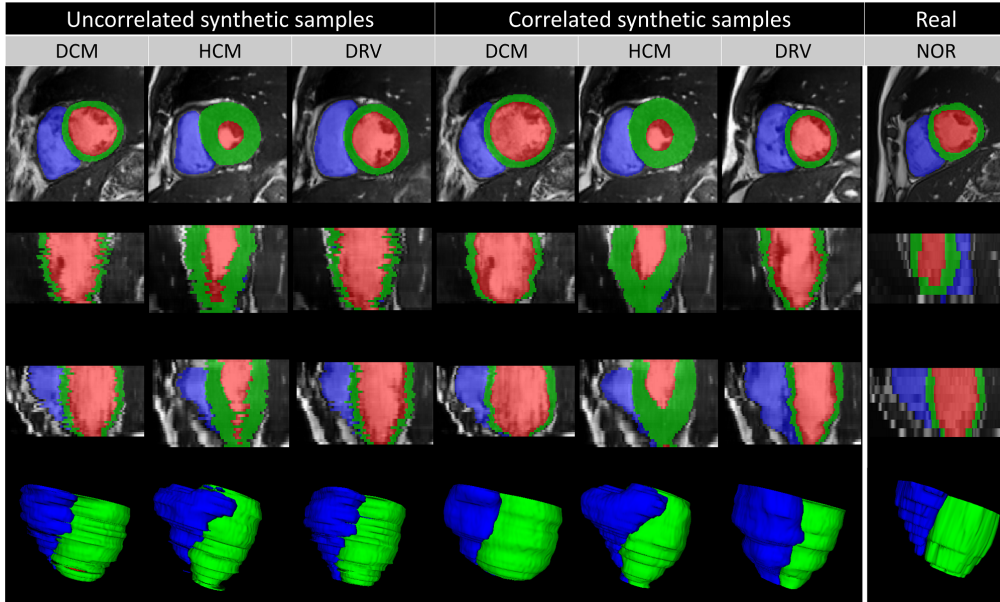 Uncorrelated synthetic samples Correlated synthetic samples Real
DCM HCM DRV DCM HCM DRV NOR